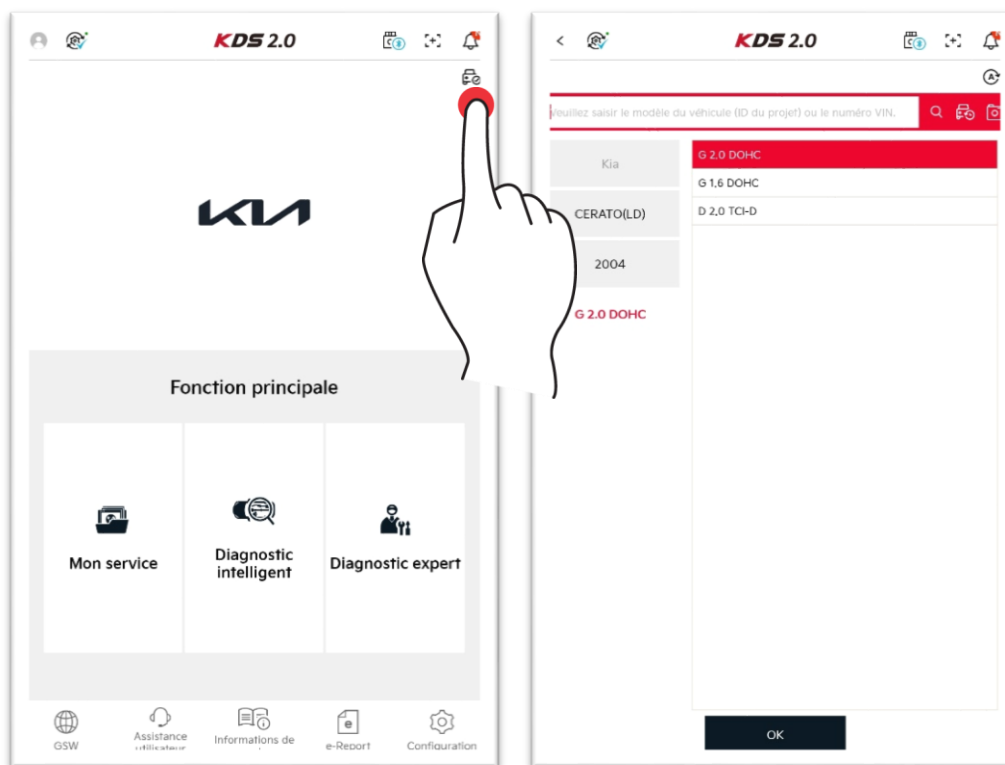 KDS 2.0
KIA
Fonction principale
Mon service
Diagnostic
intelligent
Diagnostic expert
GSW
Assistance
utilisateur
Informations de
e-Report
Configuration
KDS 2.0
Veuillez saisir le modèle du véhicule (ID du projet) ou le numéro VIN.
Kia
CERATO(LD)
2004
G 2.0 DOHC
G 2.0 DOHC
G 1,6 DOHC
D 2,0 TCI-D
OK